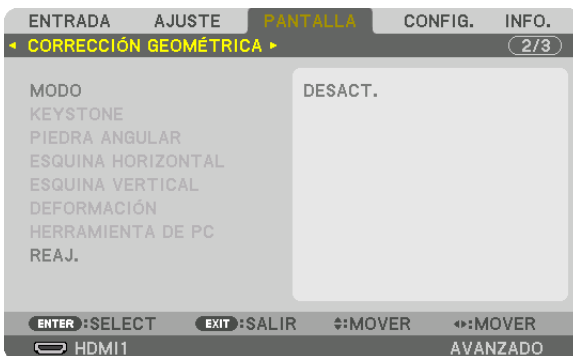 ENTRADA AJUSTE PANTALLA CONFIG. INFO.
CORRECCIÓN GEOMÉTRICA 2/3
MODO DESACT.
KEYSTONE
PIEDRA ANGULAR
ESQUINA HORIZONTAL
ESQUINA VERTICAL
DEFORMACIÓN
HERRAMIENTA DE PC
REAJ.
ENTER :SELECT EXIT :SALIR :MOVER :MOVER
HDMI1 AVANZADO